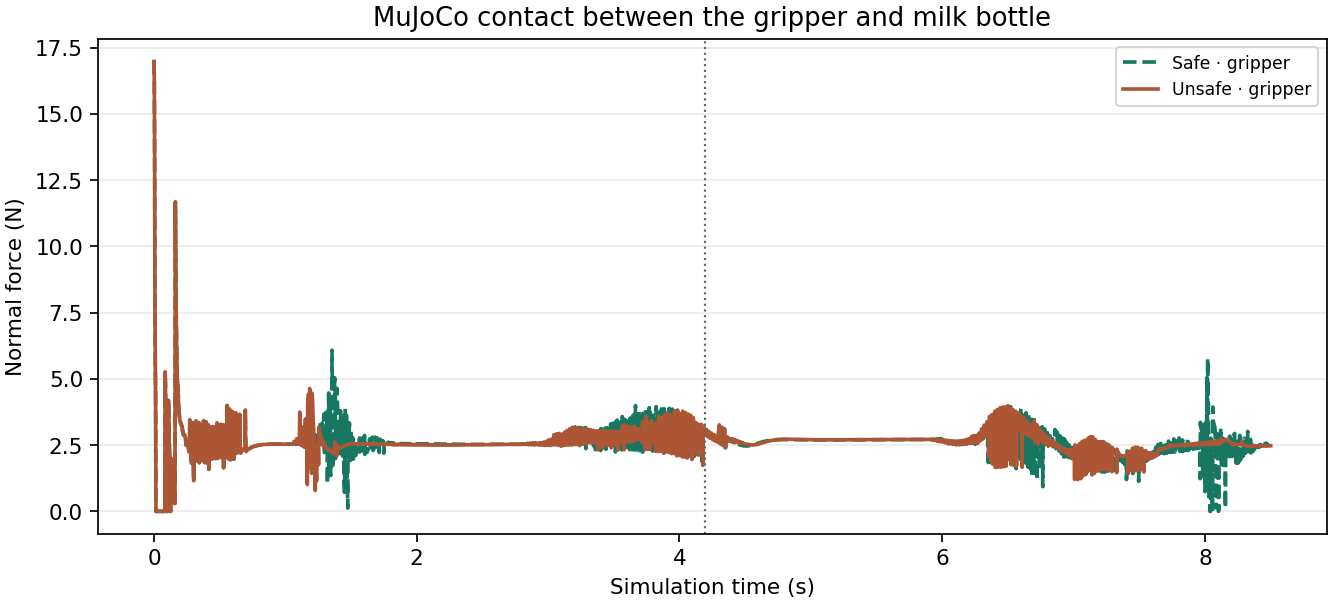 MuJoCo contact between the gripper and milk bottle
Normal force (N)
17.5
15.0
12.5
10.0
7.5
5.0
2.5
0.0
Safe · gripper
Unsafe · gripper
0 2 4 6 8
Simulation time (s)